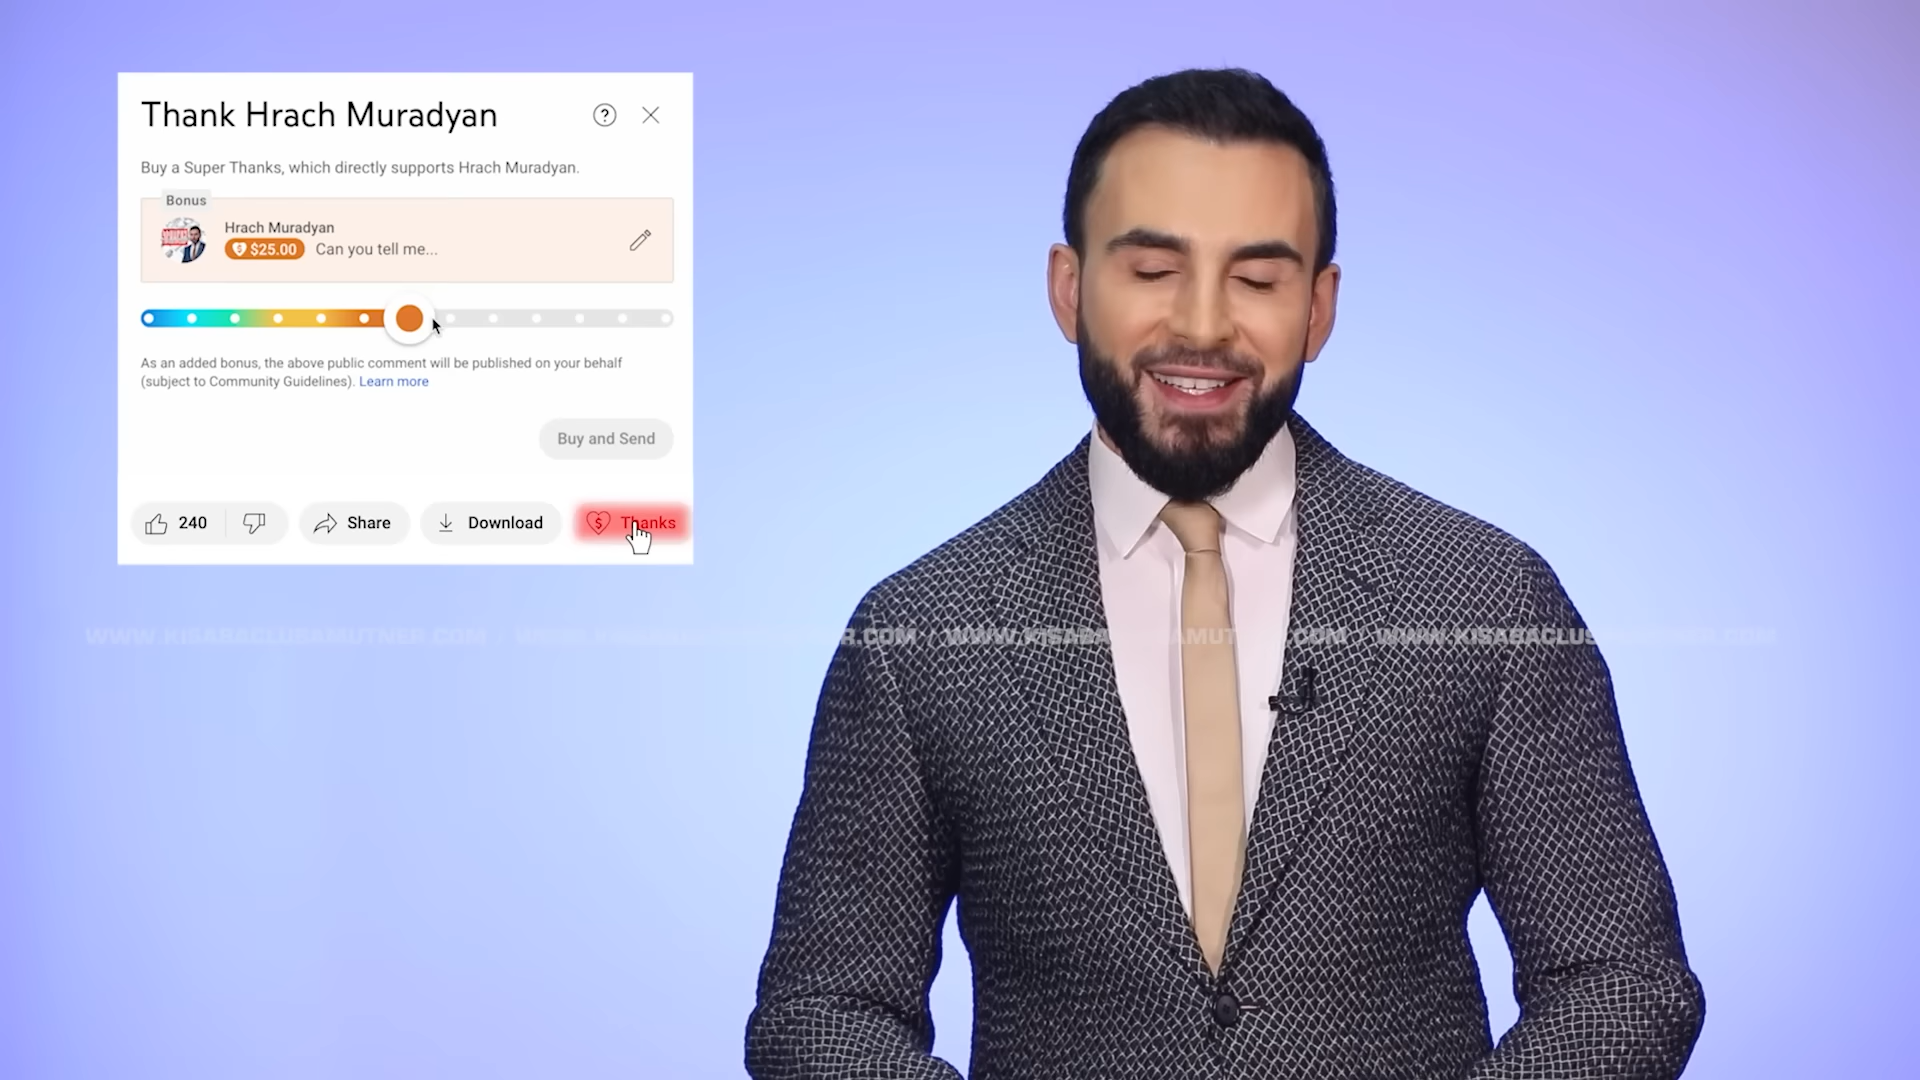 Thank Hrach Muradyan
Buy a Super Thanks, which directly supports Hrach Muradyan.
Bonus
Hrach Muradyan
$25.00 Can you tell me...
As an added bonus, the above public comment will be published on your behalf
(subject to Community Guidelines). Learn more
Buy and Send
240 Share Download Thanks